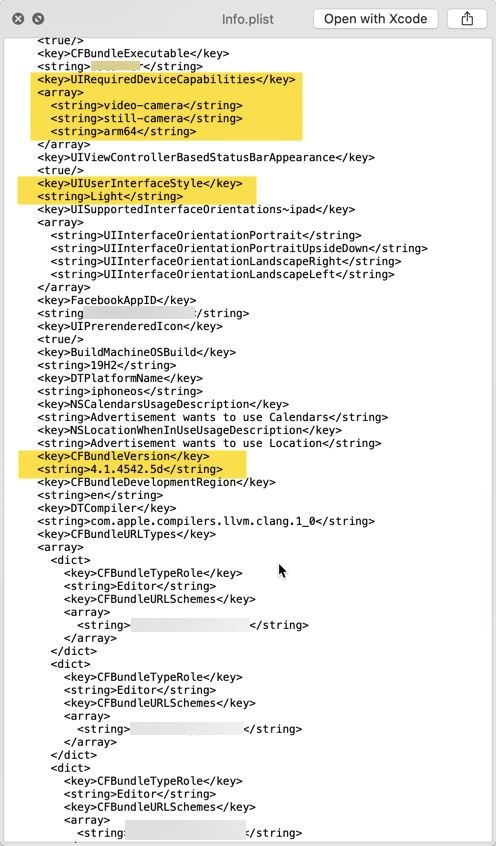 Info.plist
Open with Xcode
<true/>
<key>CFBundleExecutable</key>
<string> </string>
<key>UIRequiredDeviceCapabilities</key>
<array>
<string>video-camera</string>
<string>still-camera</string>
<string>arm64</string>
</array>
<key>UIViewControllerBasedStatusBarAppearance</key>
<true/>
<key>UIUserInterfaceStyle</key>
<string>Light</string>
<key>UISupportedInterfaceOrientations~ipad</key>
<array>
<string>UIInterfaceOrientationPortrait</string>
<string>UIInterfaceOrientationPortraitUpsideDown</string>
<string>UIInterfaceOrientationLandscapeRight</string>
<string>UIInterfaceOrientationLandscapeLeft</string>
</array>
<key>FacebookAppID</key>
<string /string>
<key>UIPrerenderedIcon</key>
<true/>
<key>BuildMachineOSBuild</key>
<string>19H2</string>
<key>DTPlatformName</key>
<string>iphoneos</string>
<key>NSCalendarsUsageDescription</key>
<string>Advertisement wants to use Calendars</string>
<key>NSLocationWhenInUseUsageDescription</key>
<string>Advertisement wants to use Location</string>
<key>CFBundleVersion</key>
<string>4.1.4542.5d</string>
<key>CFBundleDevelopmentRegion</key>
<string>en</string>
<key>DTCompiler</key>
<string>com.apple.compilers.llvm.clang.1_0</string>
<key>CFBundleURLTypes</key>
<array>
<dict>
<key>CFBundleTypeRole</key>
<string>Editor</string>
<key>CFBundleURLSchemes</key>
<array>
<string> </string>
</array>
</dict>
<dict>
<key>CFBundleTypeRole</key>
<string>Editor</string>
<key>CFBundleURLSchemes</key>
<array>
<string> </string>
</array>
</dict>
<dict>
<key>CFBundleTypeRole</key>
<string>Editor</string>
<key>CFBundleURLSchemes</key>
<array>
<string </string>